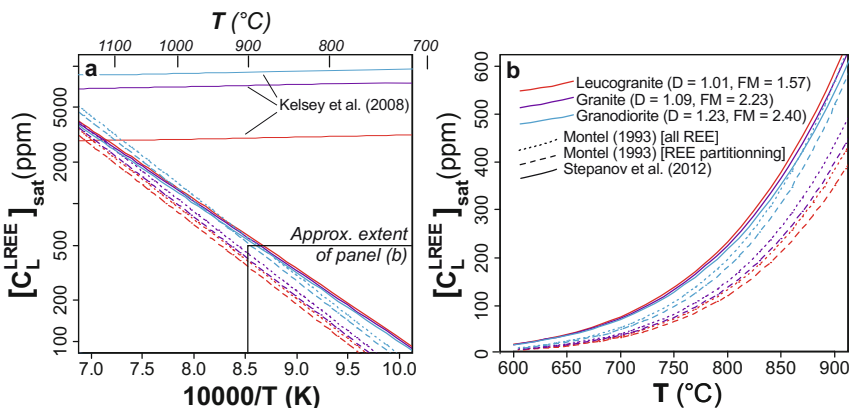 T (°C)
1100 1000 900 800 700
a
Kelsey et al. (2008)
5000
2000
500
200
100
[C_L^LREE]_sat (ppm)
Approx. extent
of panel (b)
7.0 7.5 8.0 8.5 9.0 9.5 10.0
10000/T (K)
b
Leucogranite (D = 1.01, FM = 1.57)
Granite (D = 1.09, FM = 2.23)
Granodiorite (D = 1.23, FM = 2.40)
Montel (1993) [all REE]
Montel (1993) [REE partitionning]
Stepanov et al. (2012)
600
500
400
300
200
100
0
[C_L^LREE]_sat (ppm)
600 650 700 750 800 850 900
T (°C)